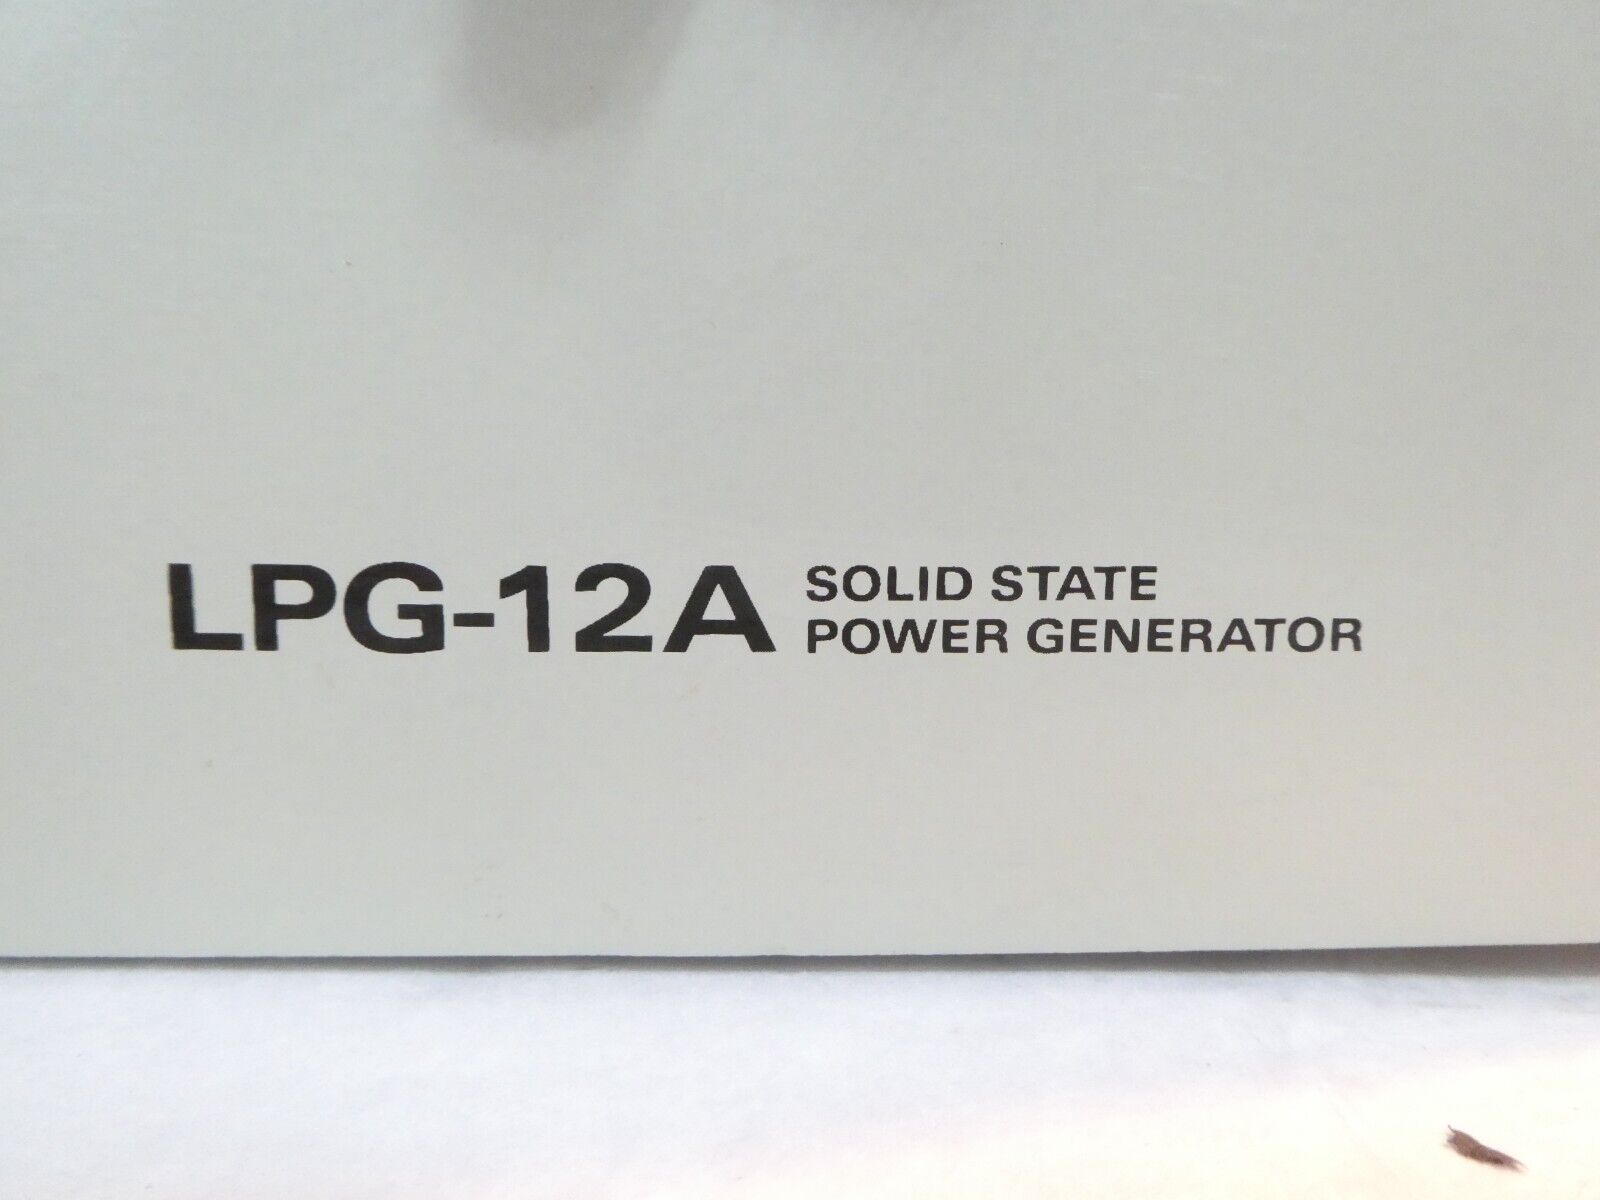 LPG-12A SOLID STATE
POWER GENERATOR